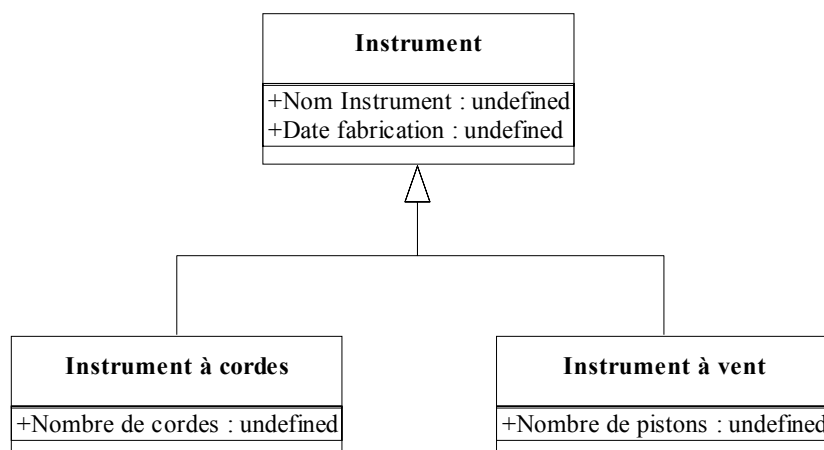 Instrument
+Nom Instrument : undefined
+Date fabrication : undefined
Instrument à cordes
+Nombre de cordes : undefined
Instrument à vent
+Nombre de pistons : undefined